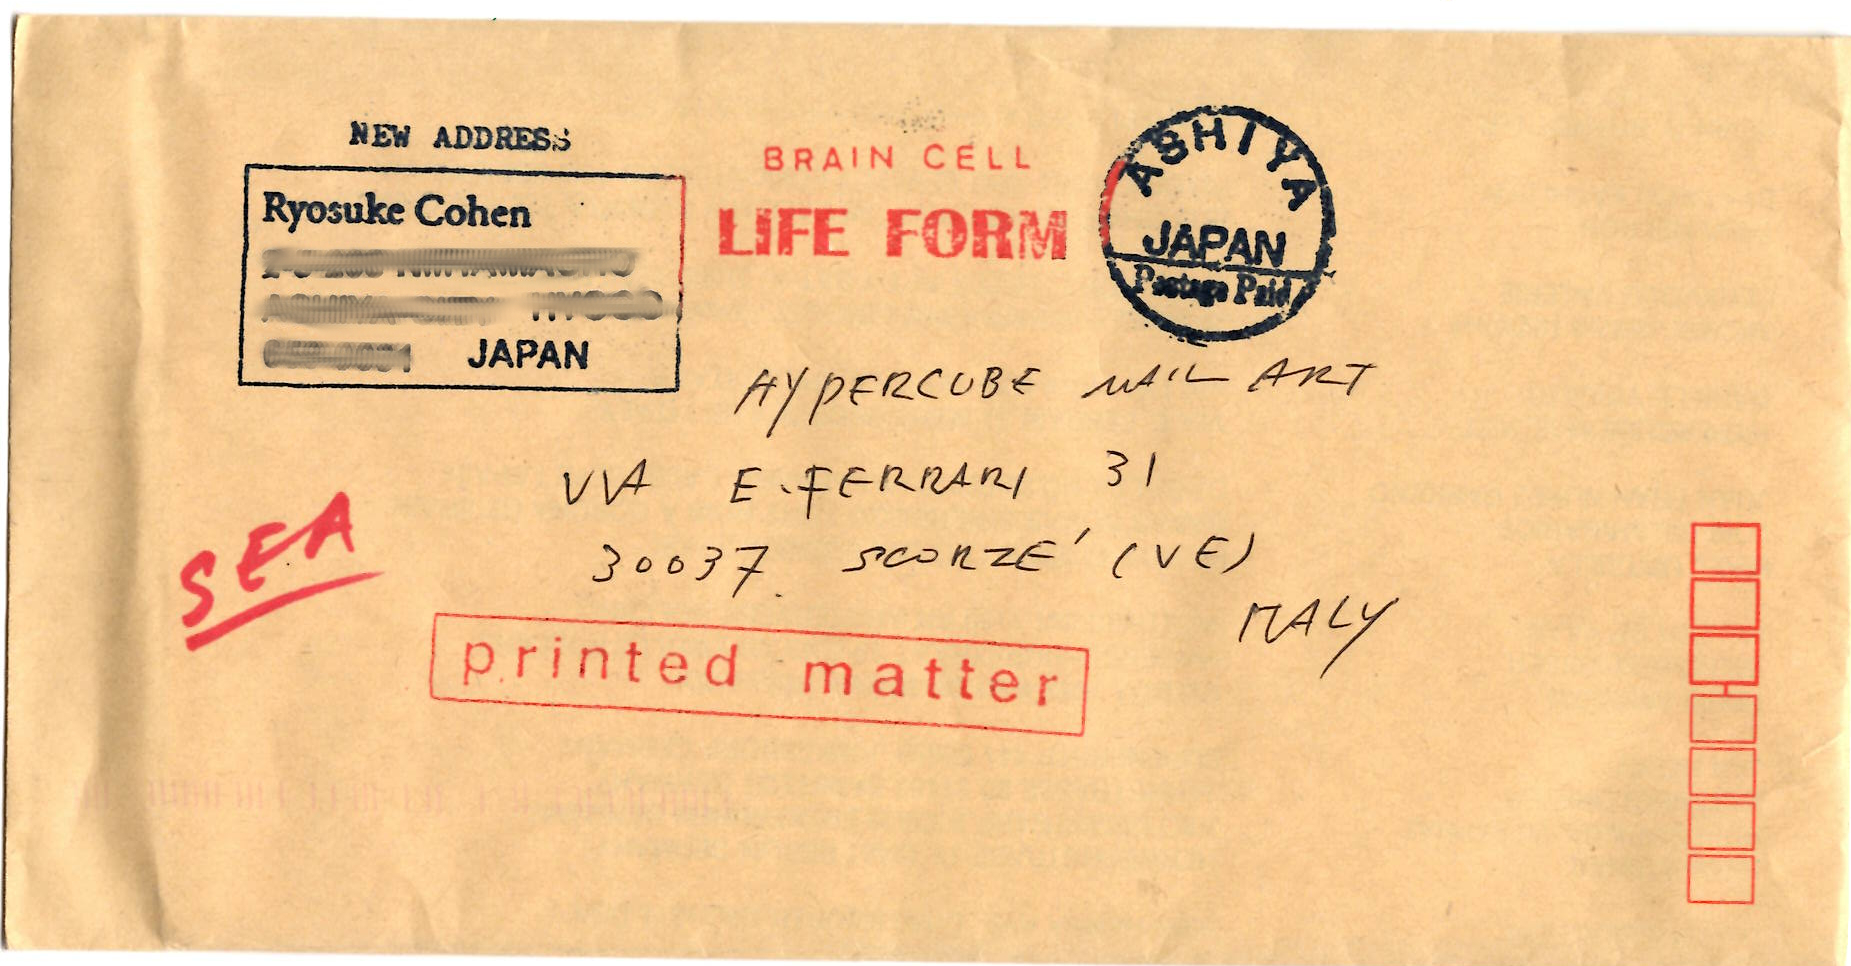 NEW ADDRESS
Ryosuke Cohen
JAPAN
BRAIN CELL
LIFE FORM
ASHIYA
JAPAN
Postage Paid
HYPERCUBE MAIL ART
VIA E. FERRARI 31
30037 SCORZE' (VE)
ITALY
SEA
printed matter